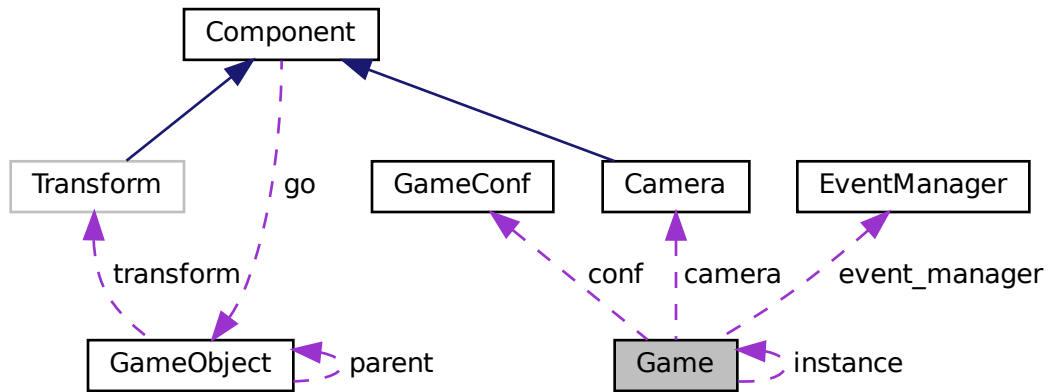 Component
Transform
go
GameConf
Camera
EventManager
transform
conf
camera
event_manager
GameObject
parent
Game
instance